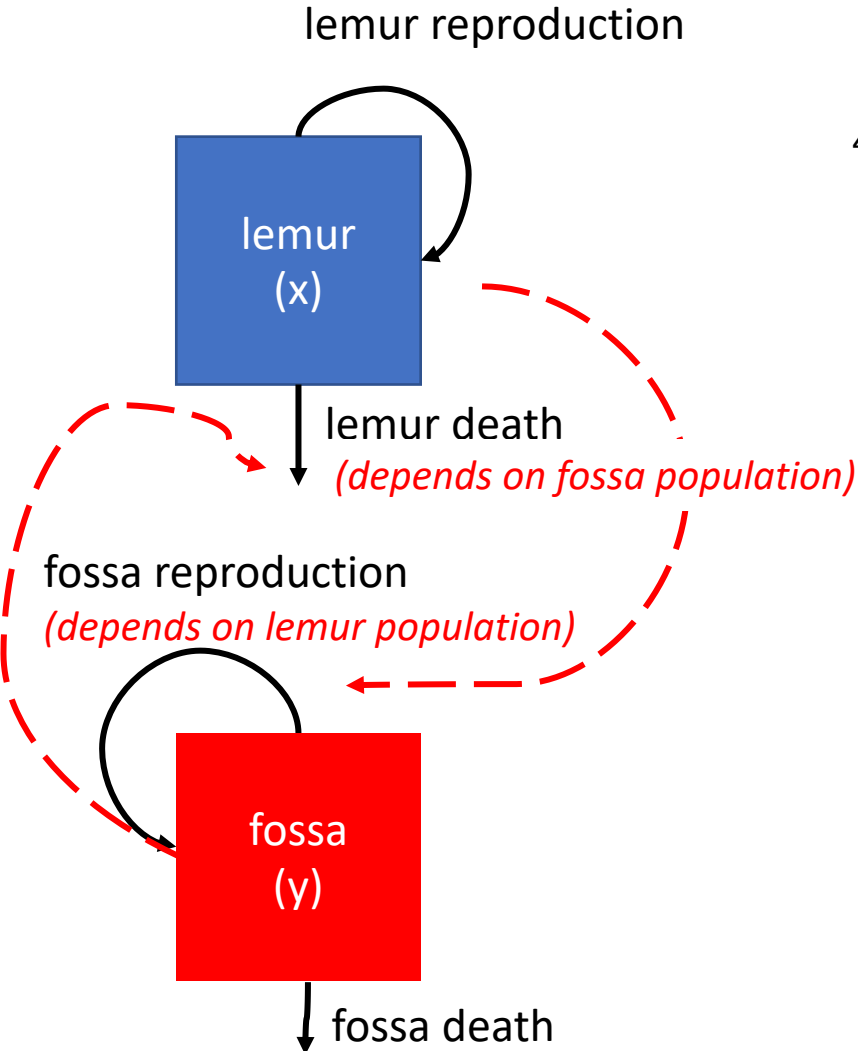 lemur reproduction
lemur
(x)
lemur death
(depends on fossa population)
fossa reproduction
(depends on lemur population)
fossa
(y)
fossa death